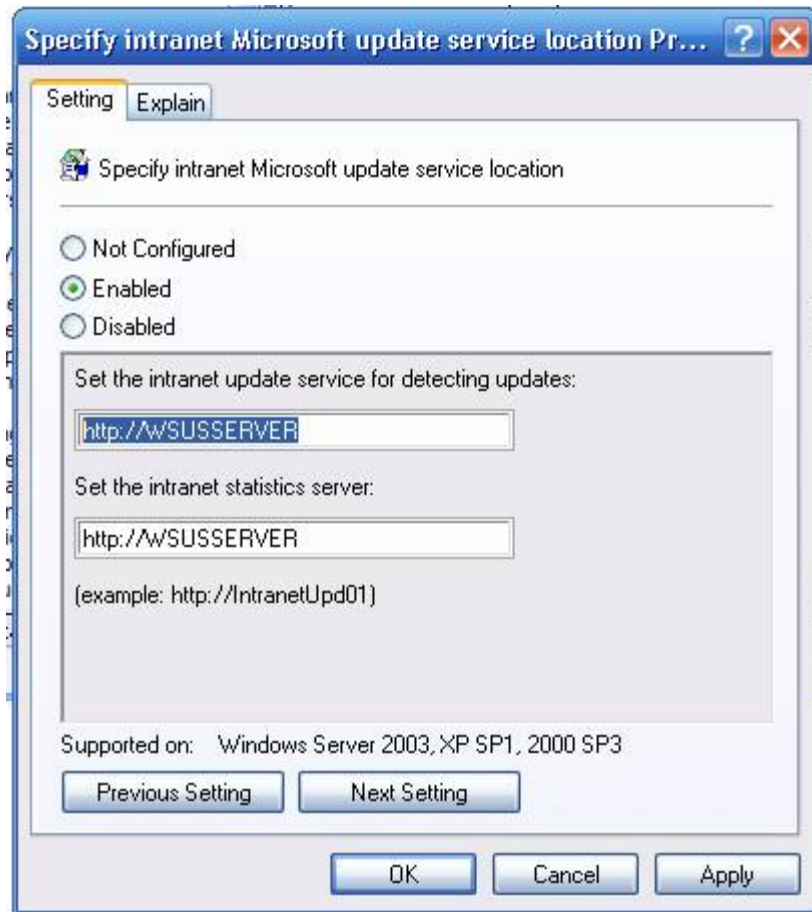 Specify intranet Microsoft update service location Pr...
Setting Explain
Specify intranet Microsoft update service location
Not Configured
Enabled
Disabled
Set the intranet update service for detecting updates:
http://WSUSSERVER
Set the intranet statistics server:
http://WSUSSERVER
(example: http://IntranetUpd01)
Supported on: Windows Server 2003, XP SP1, 2000 SP3
Previous Setting Next Setting
OK Cancel Apply